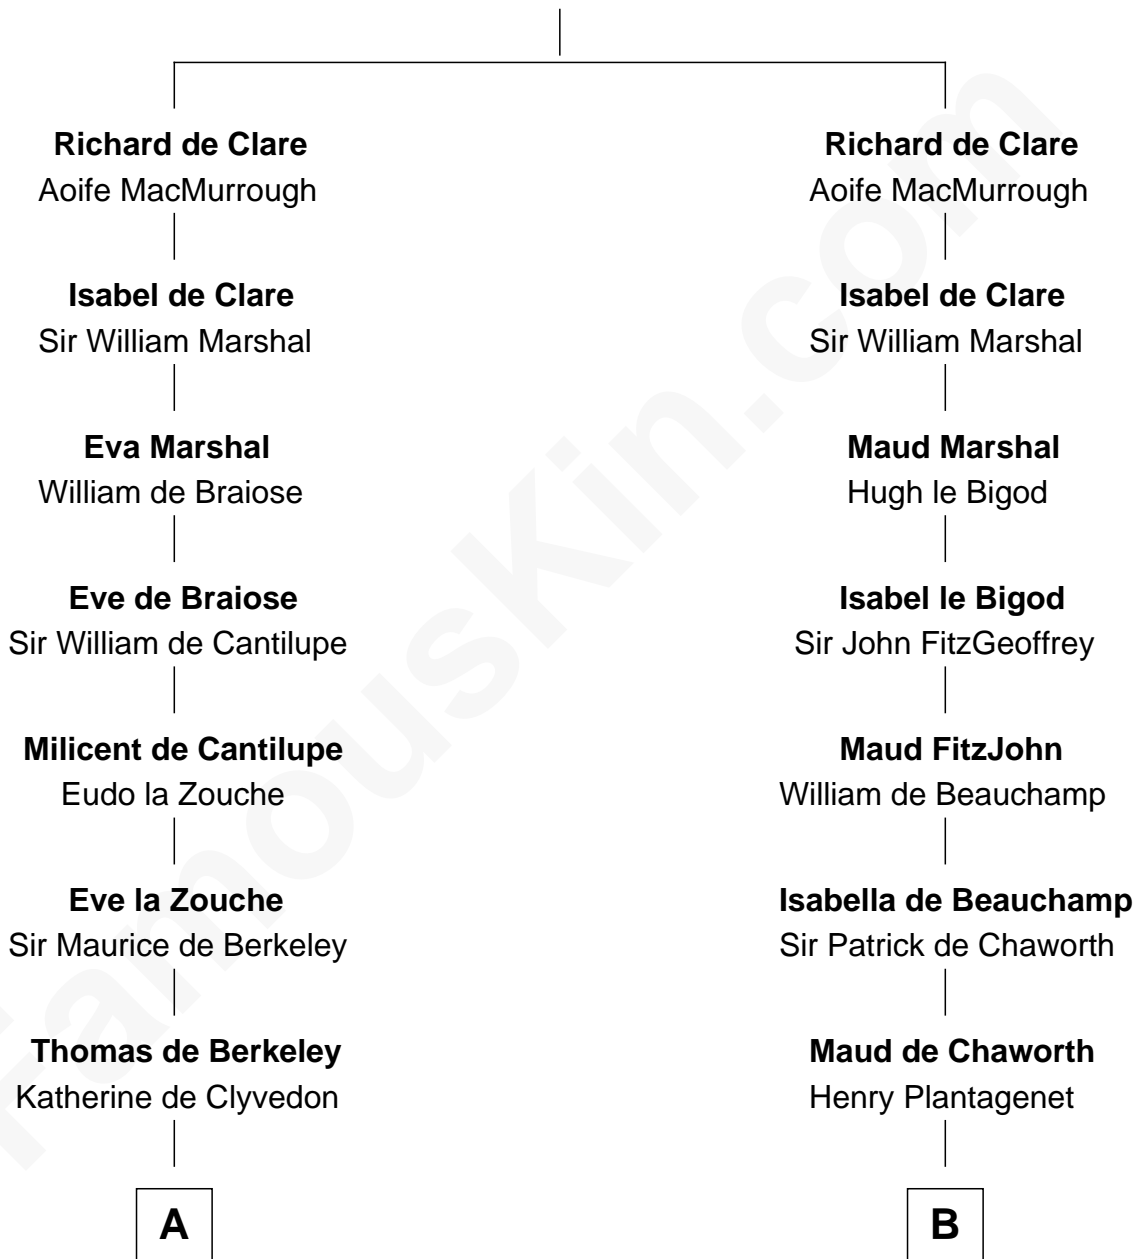 Richard de Clare
Aoife MacMurrough
Isabel de Clare
Sir William Marshal
Eva Marshal
William de Braiose
Eve de Braiose
Sir William de Cantilupe
Milicent de Cantilupe
Eudo la Zouche
Eve la Zouche
Sir Maurice de Berkeley
Thomas de Berkeley
Katherine de Clyvedon
A
Richard de Clare
Aoife MacMurrough
Isabel de Clare
Sir William Marshal
Maud Marshal
Hugh le Bigod
Isabel le Bigod
Sir John FitzGeoffrey
Maud FitzJohn
William de Beauchamp
Isabella de Beauchamp
Sir Patrick de Chaworth
Maud de Chaworth
Henry Plantagenet
B
FamousKin.com